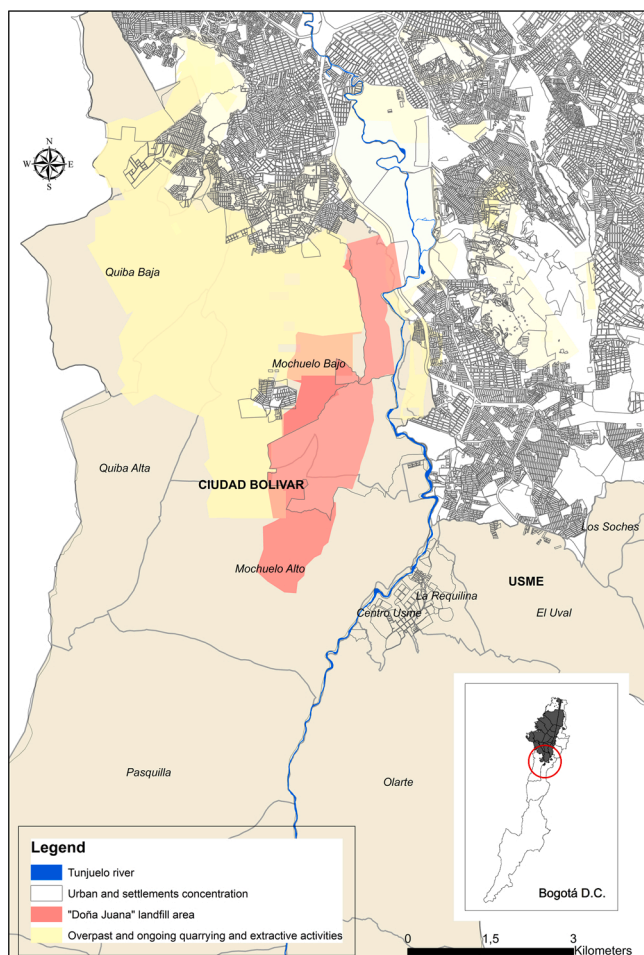 N
W E
S
Quiba Baja
Mochuelo Bajo
Quiba Alta
CIUDAD BOLIVAR
Los Soches
Mochuelo Alto
USME
La Requilina
Centro Usme
El Uval
Pasquilla
Olarte
Bogotá D.C.
Legend
Tunjuelo river
Urban and settlements concentration
"Doña Juana" landfill area
Overpast and ongoing quarrying and extractive activities
0 1,5 3
Kilometers